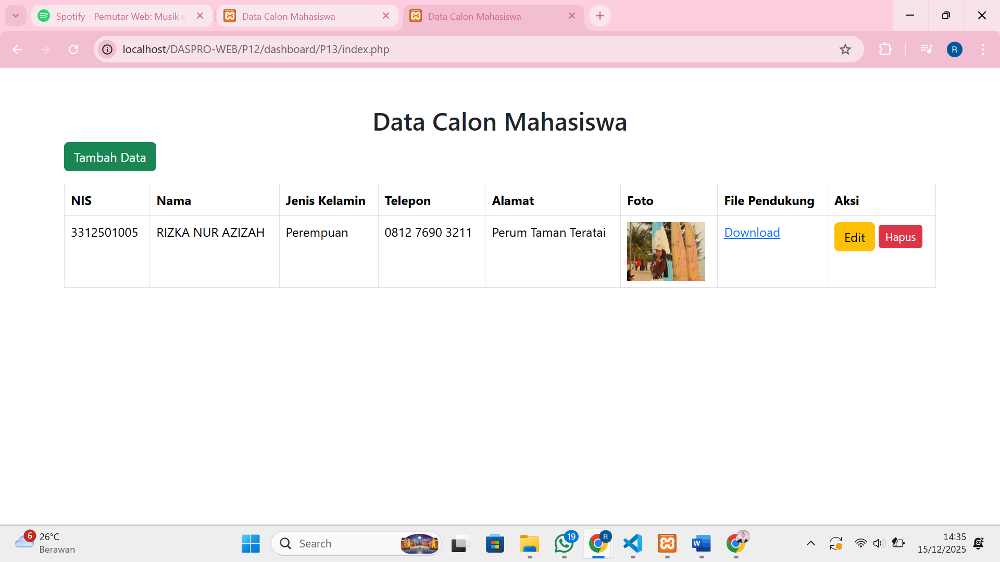 Spotify - Pemutar Web: Musik u
Data Calon Mahasiswa
Data Calon Mahasiswa
localhost/DASPRO-WEB/P12/dashboard/P13/index.php
R
Data Calon Mahasiswa
Tambah Data
NIS Nama Jenis Kelamin Telepon Alamat Foto File Pendukung Aksi
3312501005 RIZKA NUR AZIZAH Perempuan 0812 7690 3211 Perum Taman Teratai Download Edit Hapus
6
26°C
Berawan
Search
19
R
W
14:35
15/12/2025